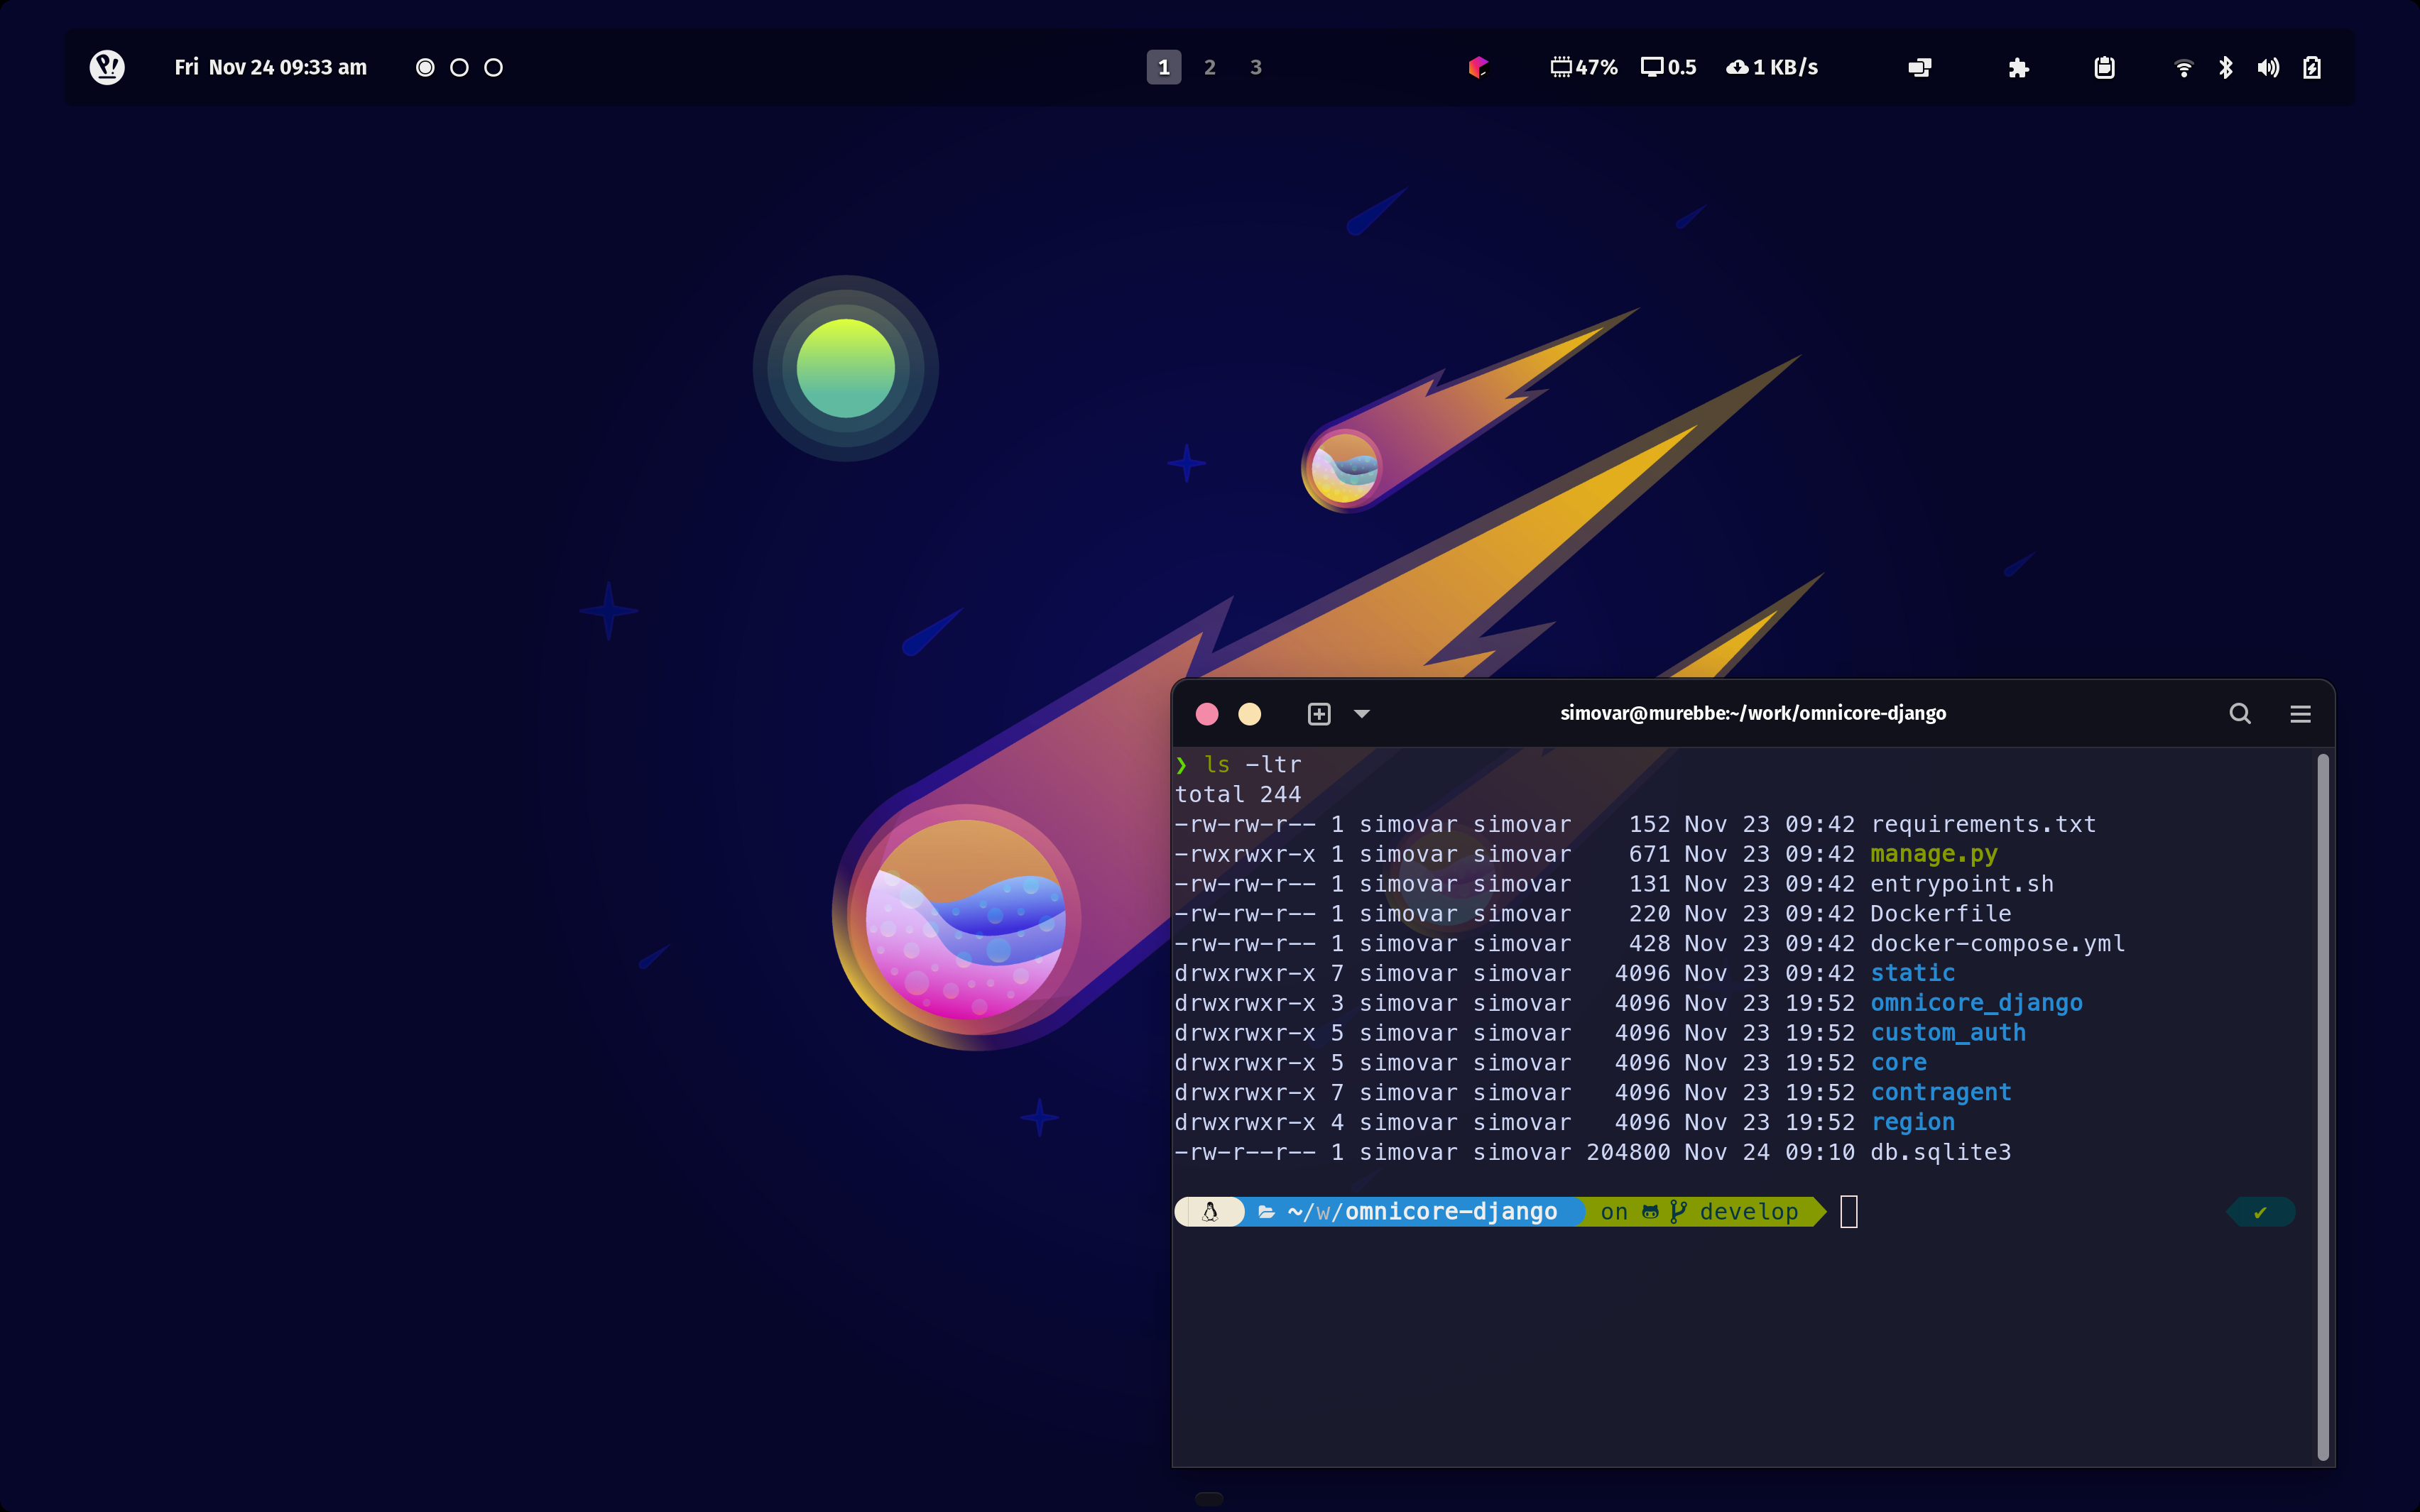 Fri Nov 24 09:33 am
1 2 3
47% 0.5 1 KB/s
simovar@murebbe:~/work/omnicore-django
❯ ls -ltr
total 244
-rw-rw-r-- 1 simovar simovar    152 Nov 23 09:42 requirements.txt
-rwxrwxr-x 1 simovar simovar    671 Nov 23 09:42 manage.py
-rw-rw-r-- 1 simovar simovar    131 Nov 23 09:42 entrypoint.sh
-rw-rw-r-- 1 simovar simovar    220 Nov 23 09:42 Dockerfile
-rw-rw-r-- 1 simovar simovar    428 Nov 23 09:42 docker-compose.yml
drwxrwxr-x 7 simovar simovar   4096 Nov 23 09:42 static
drwxrwxr-x 3 simovar simovar   4096 Nov 23 19:52 omnicore_django
drwxrwxr-x 5 simovar simovar   4096 Nov 23 19:52 custom_auth
drwxrwxr-x 5 simovar simovar   4096 Nov 23 19:52 core
drwxrwxr-x 7 simovar simovar   4096 Nov 23 19:52 contragent
drwxrwxr-x 4 simovar simovar   4096 Nov 23 19:52 region
-rw-r--r-- 1 simovar simovar 204800 Nov 24 09:10 db.sqlite3
~/w/omnicore-django on develop ✔